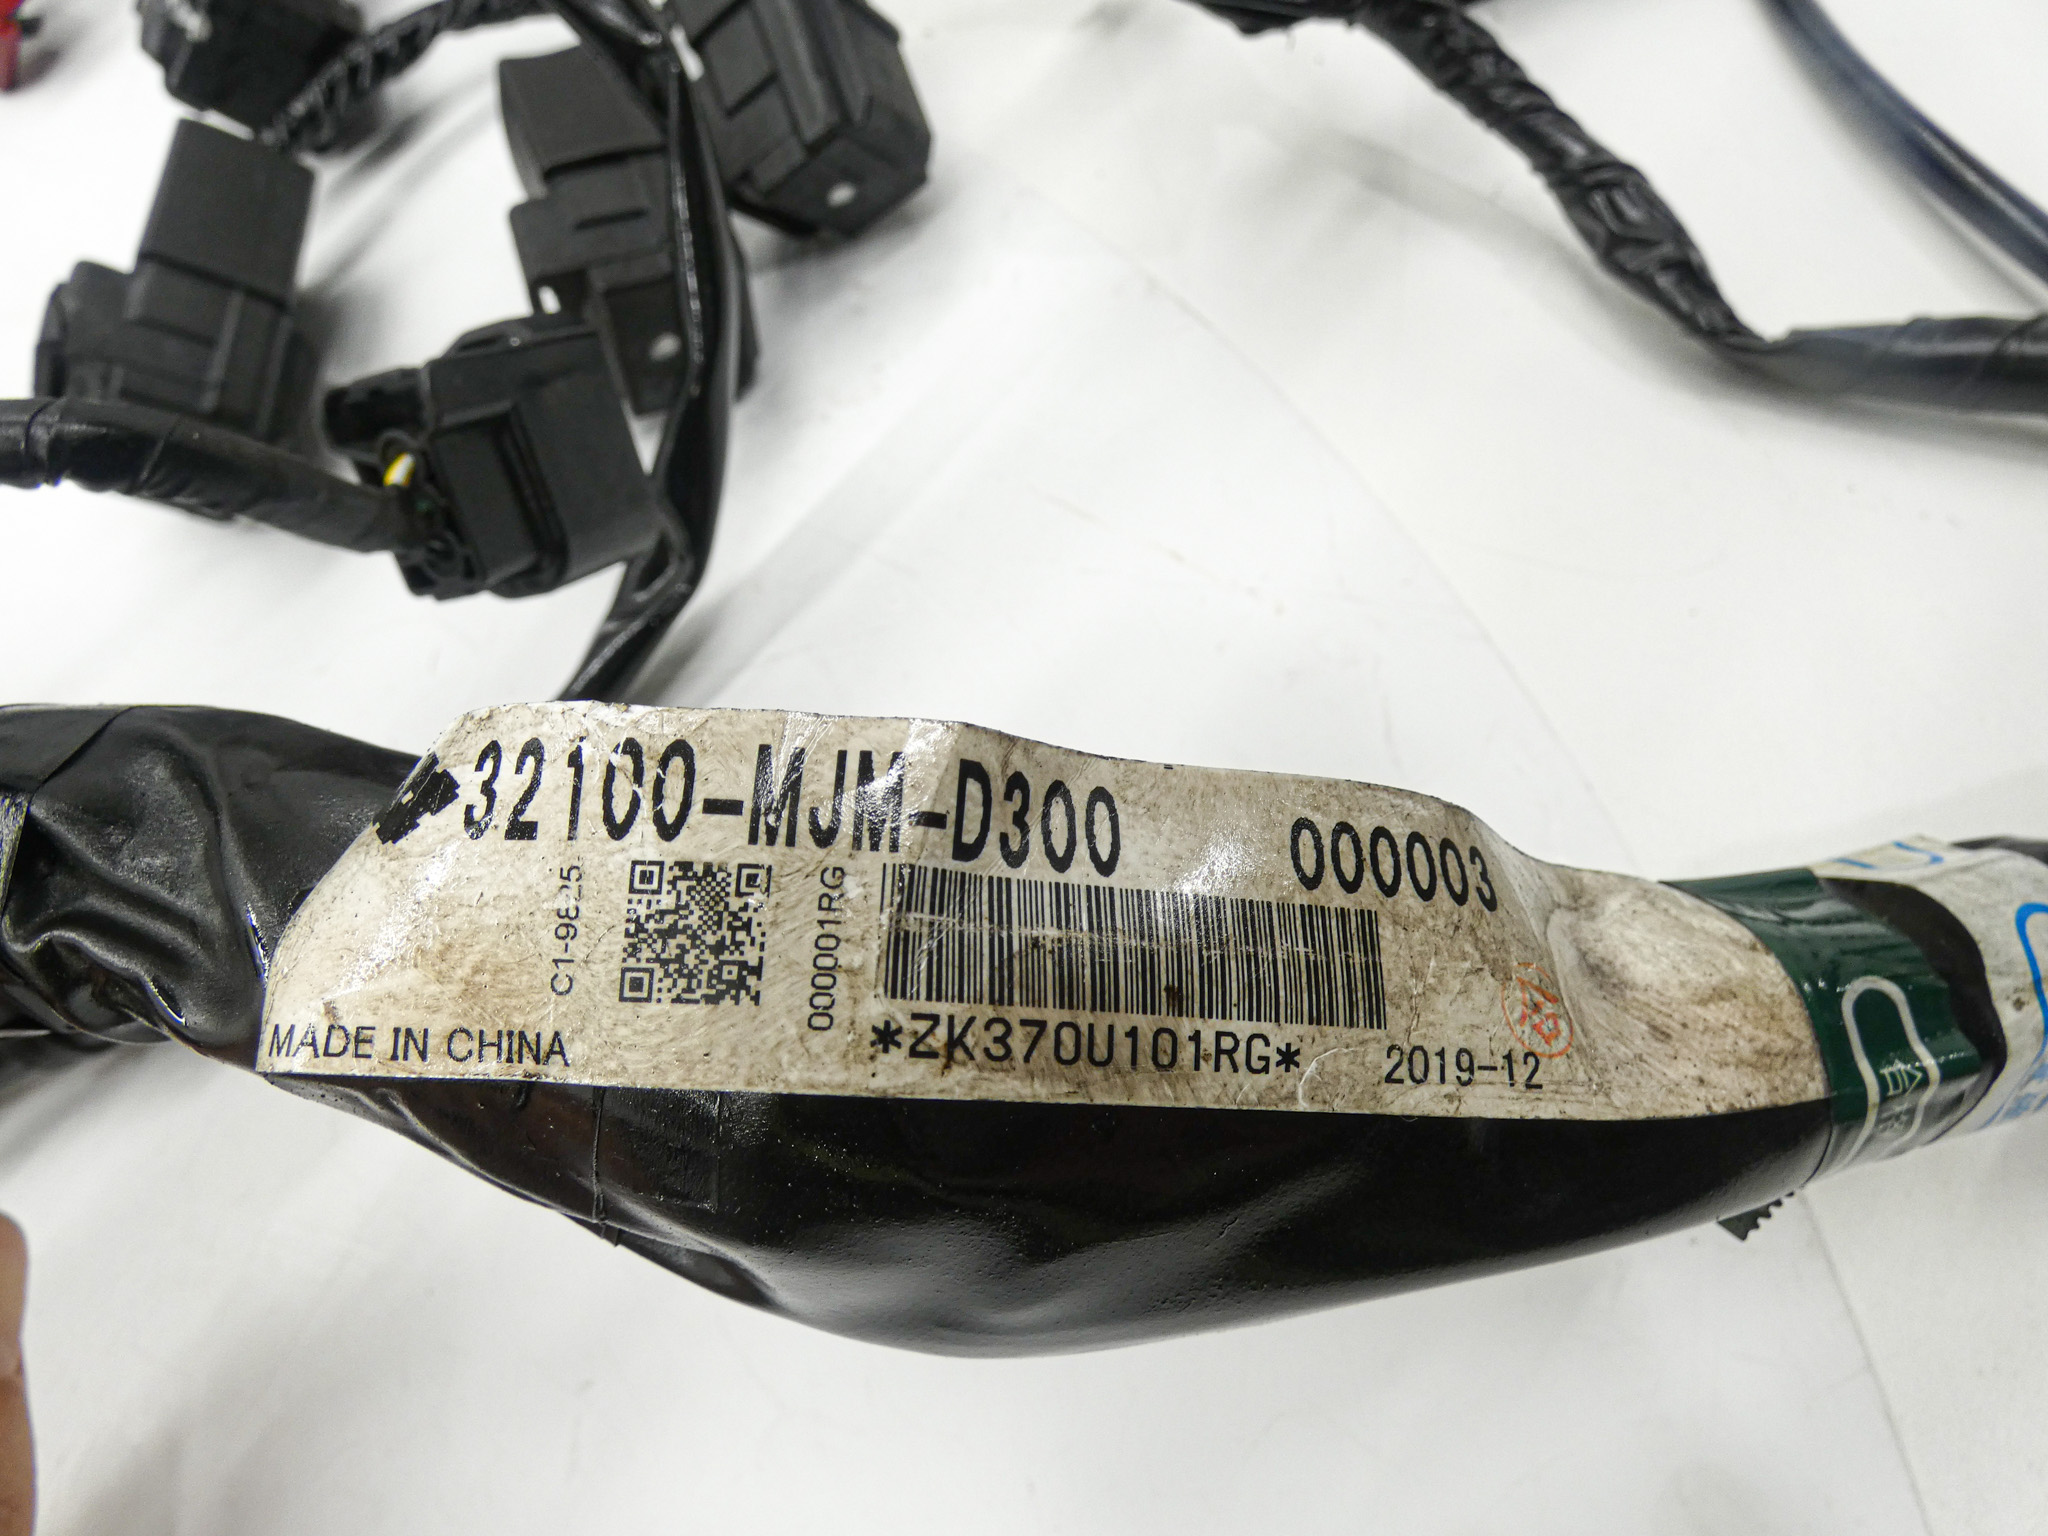 32100-MJM-D300
000003
C1-9825
000001RG
*ZK370U101RG*
MADE IN CHINA
2019-12